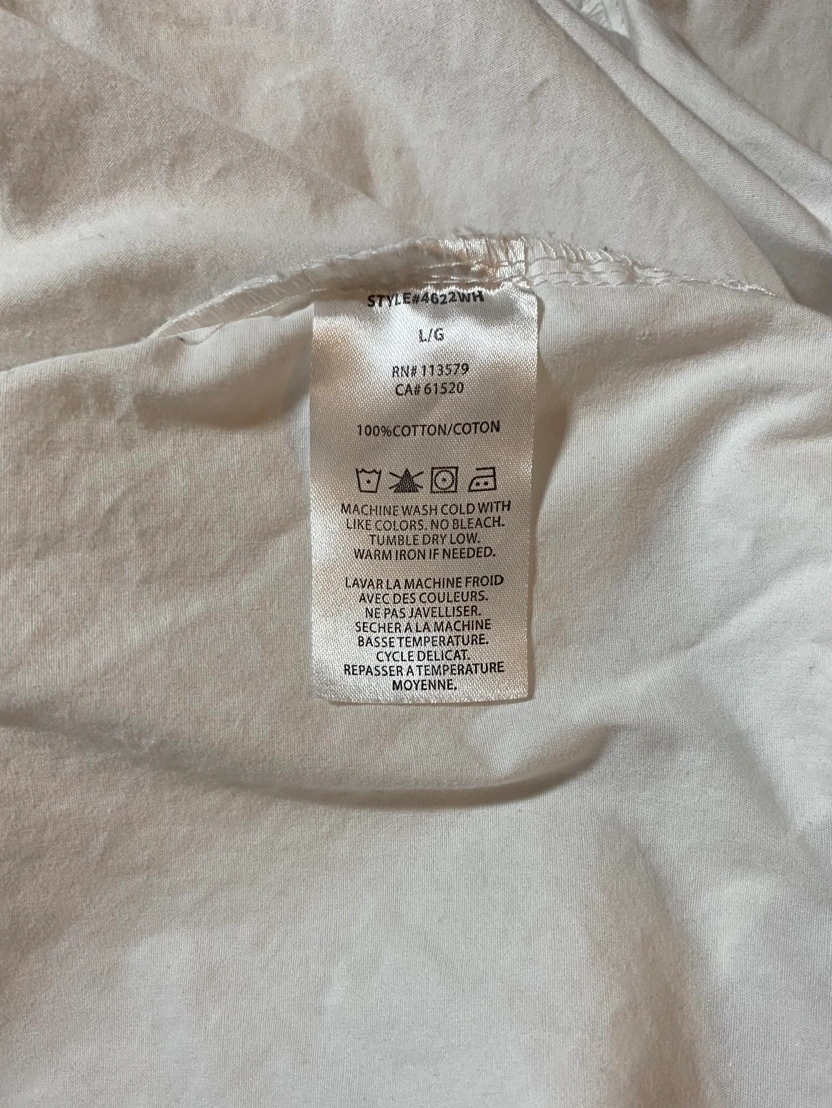 STYLE#4622WH
L/G
RN# 113579
CA# 61520
100%COTTON/COTON
MACHINE WASH COLD WITH
LIKE COLORS. NO BLEACH.
TUMBLE DRY LOW.
WARM IRON IF NEEDED.
LAVAR LA MACHINE FROID
AVEC DES COULEURS.
NE PAS JAVELLISER.
SECHER A LA MACHINE
BASSE TEMPERATURE.
CYCLE DELICAT.
REPASSER A TEMPERATURE
MOYENNE.